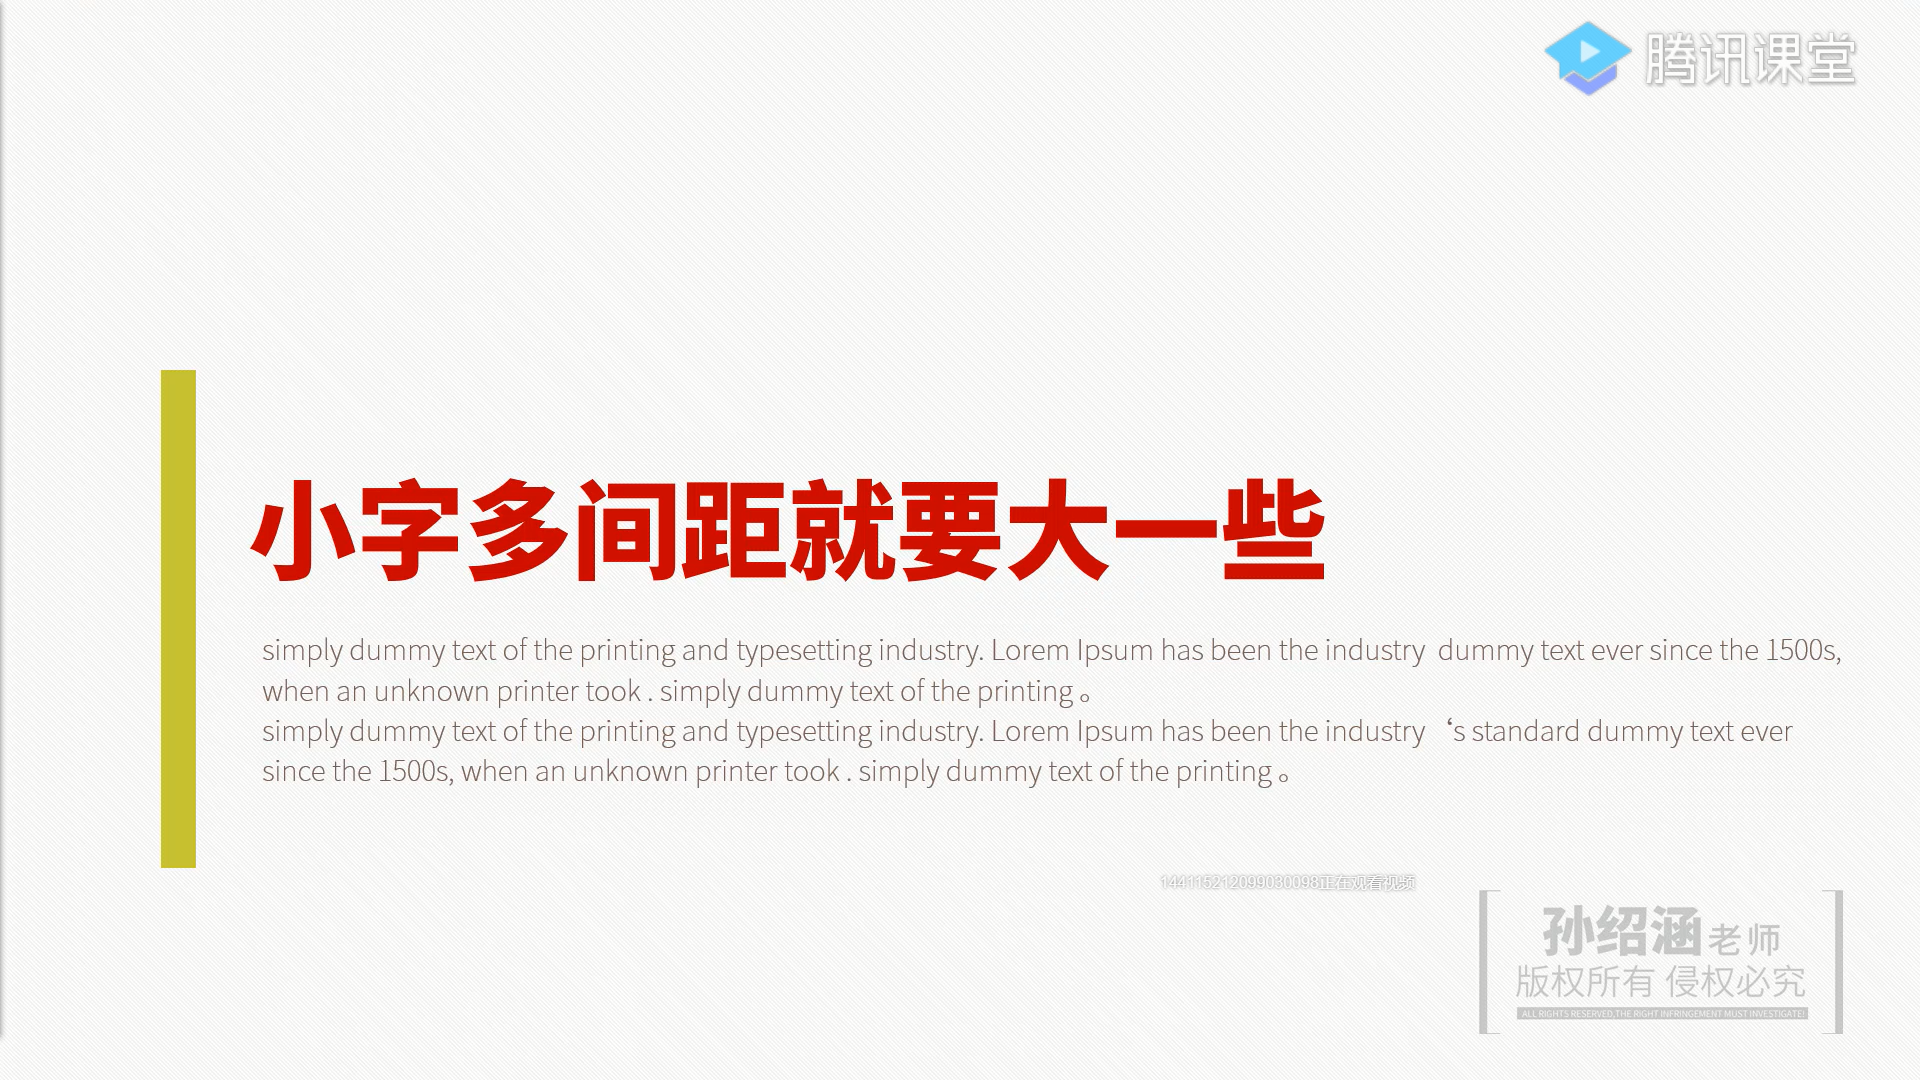 腾讯课堂
小字多间距就要大一些
simply dummy text of the printing and typesetting industry. Lorem Ipsum has been the industry  dummy text ever since the 1500s,
when an unknown printer took . simply dummy text of the printing 。
simply dummy text of the printing and typesetting industry. Lorem Ipsum has been the industry ‘s standard dummy text ever
since the 1500s, when an unknown printer took . simply dummy text of the printing 。
144115212099030098正在观看视频
孙绍涵老师
版权所有 侵权必究
ALL RIGHTS RESERVED,THE RIGHT INFRINGEMENT MUST INVESTIGATE!